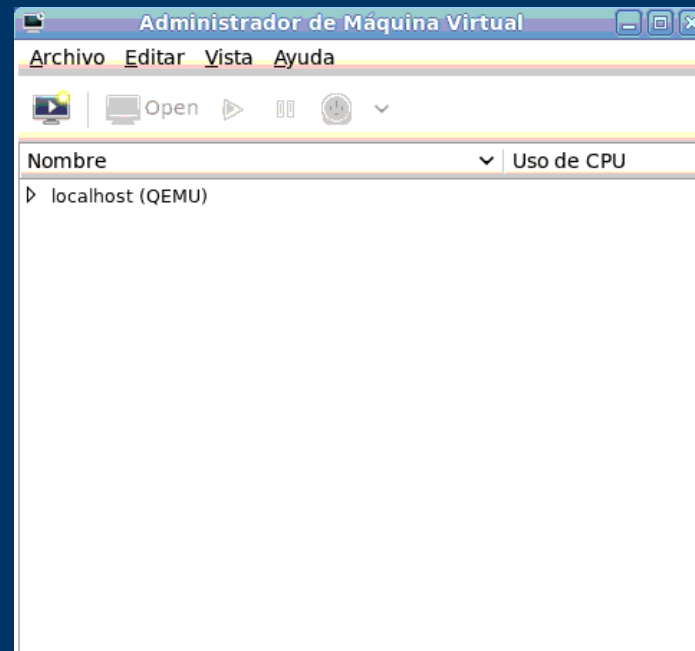 Administrador de Máquina Virtual
Archivo Editar Vista Ayuda
Open
Nombre Uso de CPU
localhost (QEMU)